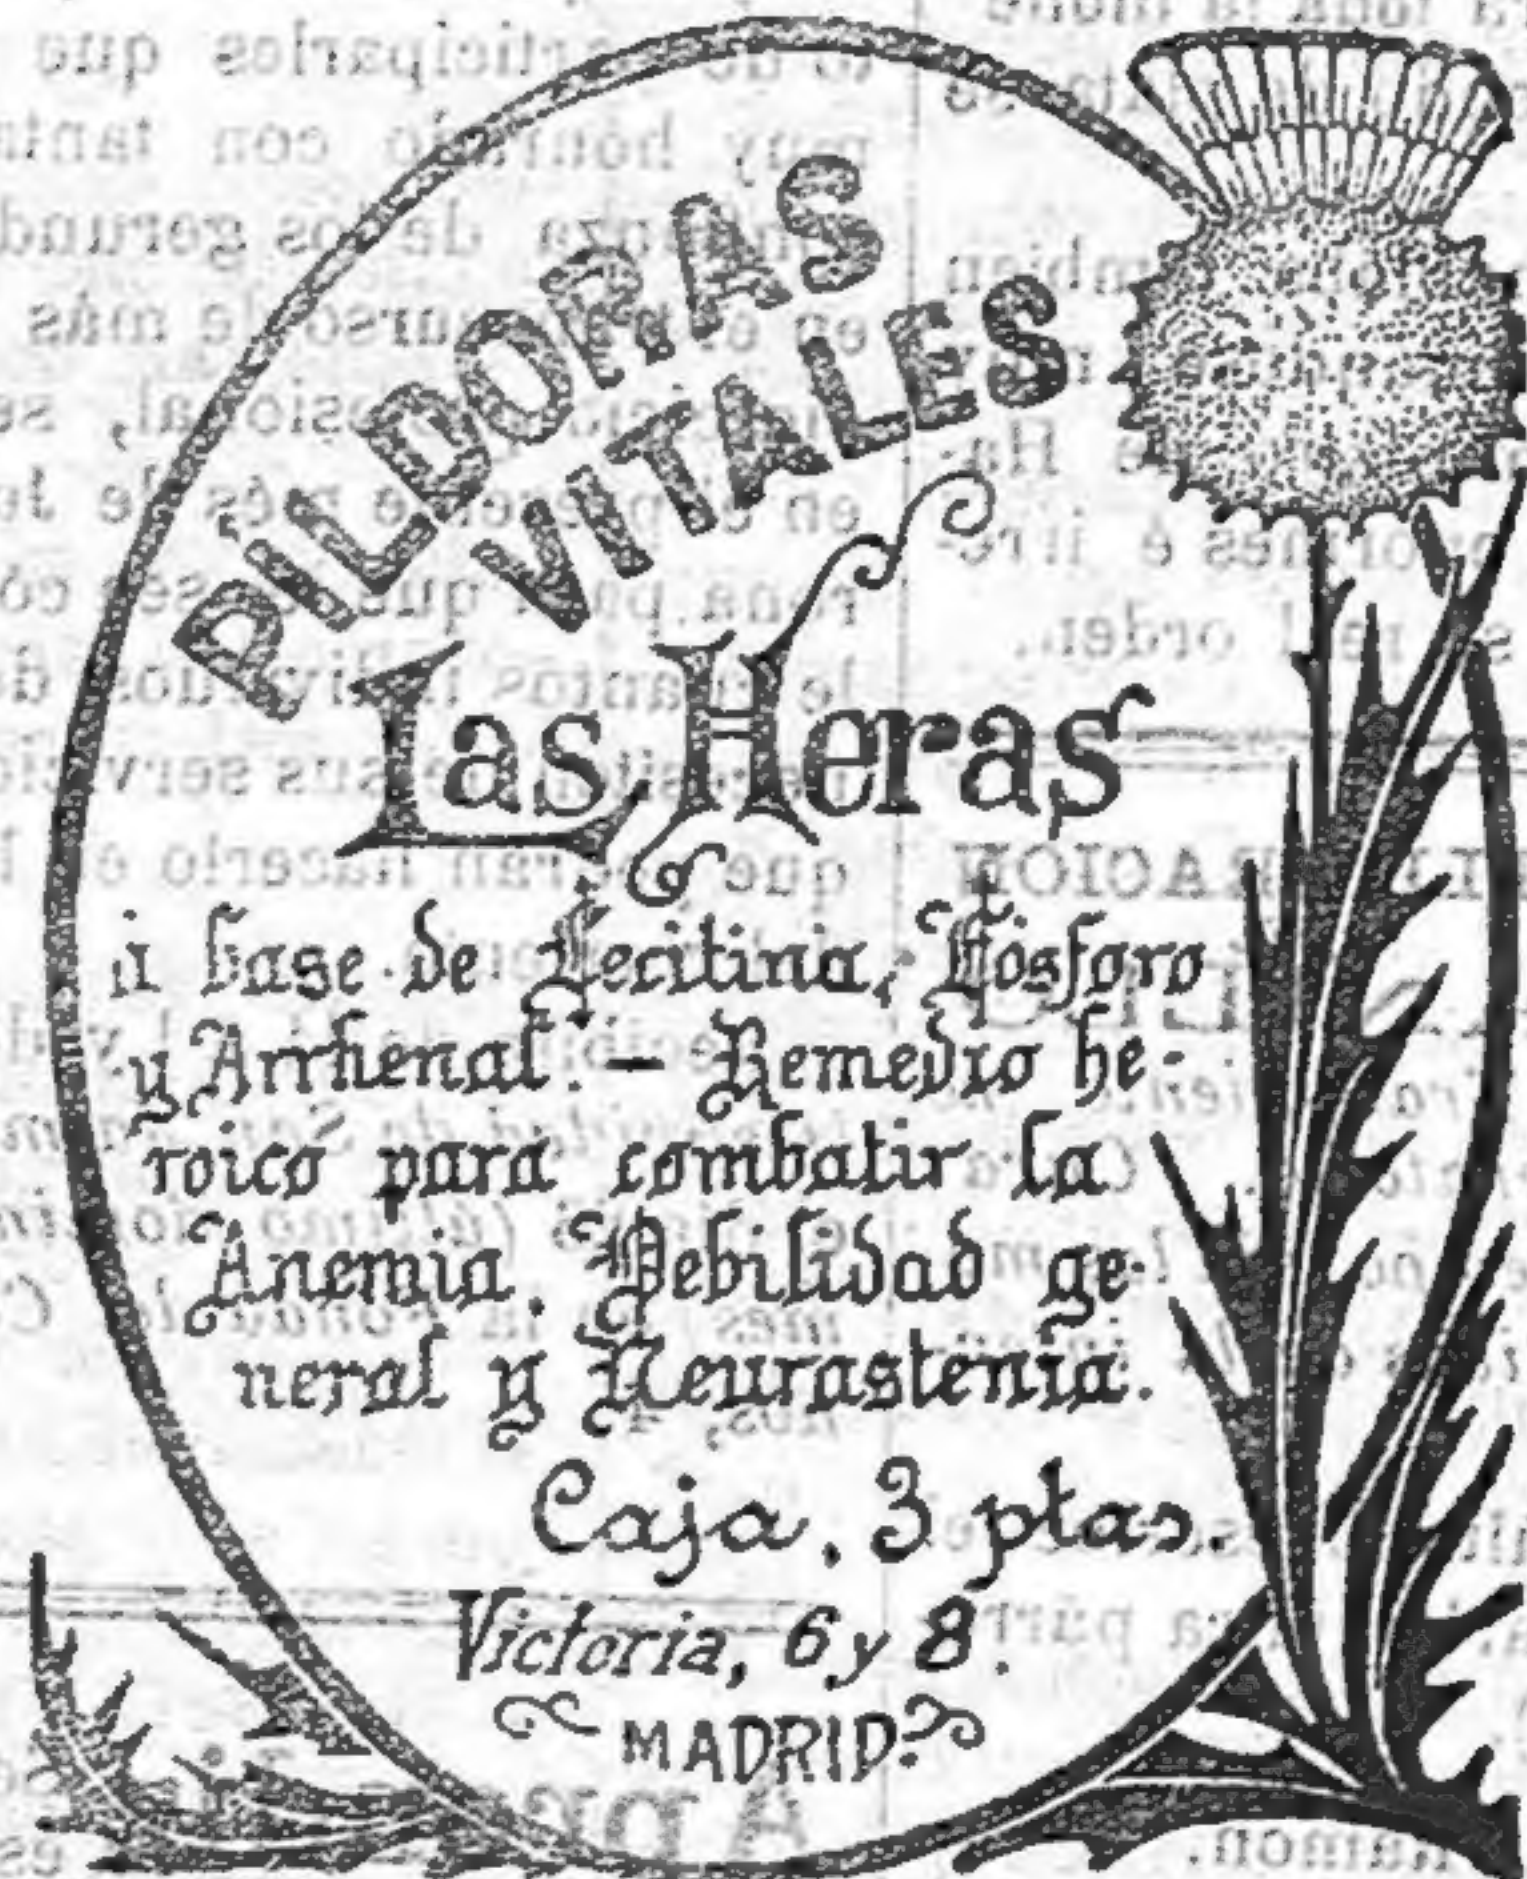 PÍLDORAS
VITALES
Las Heras
á base de Lecitina, Fósforo
y Arrhenal. — Remedio he-
roico para combatir la
Anemia, Debilidad ge-
neral y Neurastenia.
Caja, 3 ptas.
Victoria, 6 y 8.
MADRID